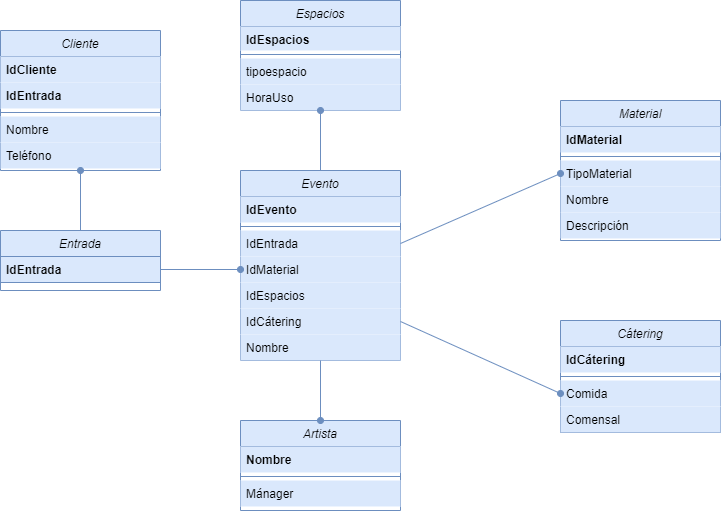 Espacios
IdEspacios
tipoespacio
HoraUso
Cliente
IdCliente
IdEntrada
Nombre
Teléfono
Material
IdMaterial
TipoMaterial
Nombre
Descripción
Evento
IdEvento
IdEntrada
IdMaterial
IdEspacios
IdCátering
Nombre
Entrada
IdEntrada
Cátering
IdCátering
Comida
Comensal
Artista
Nombre
Mánager